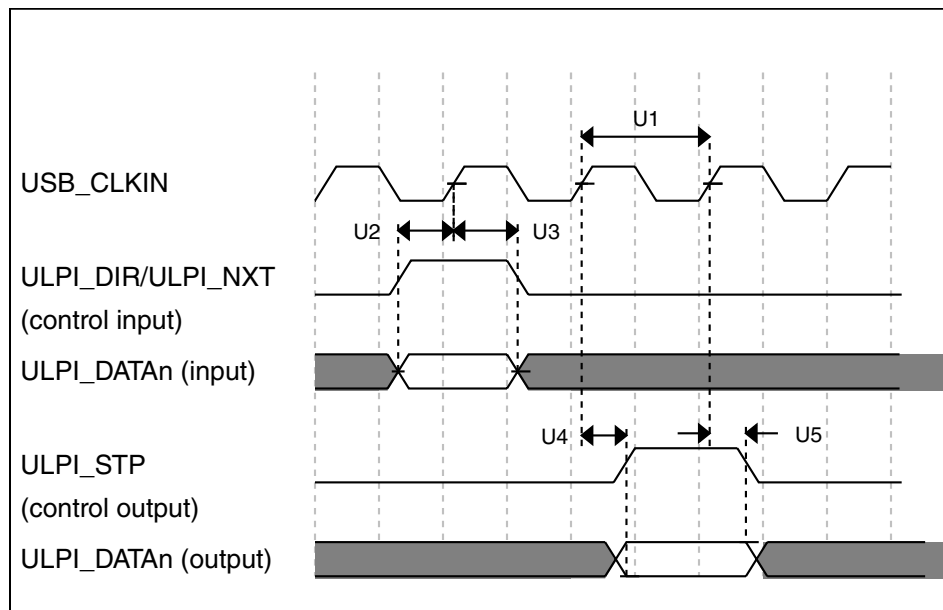 U1
USB_CLKIN
U2
U3
ULPI_DIR/ULPI_NXT
(control input)
ULPI_DATAn (input)
U4
U5
ULPI_STP
(control output)
ULPI_DATAn (output)